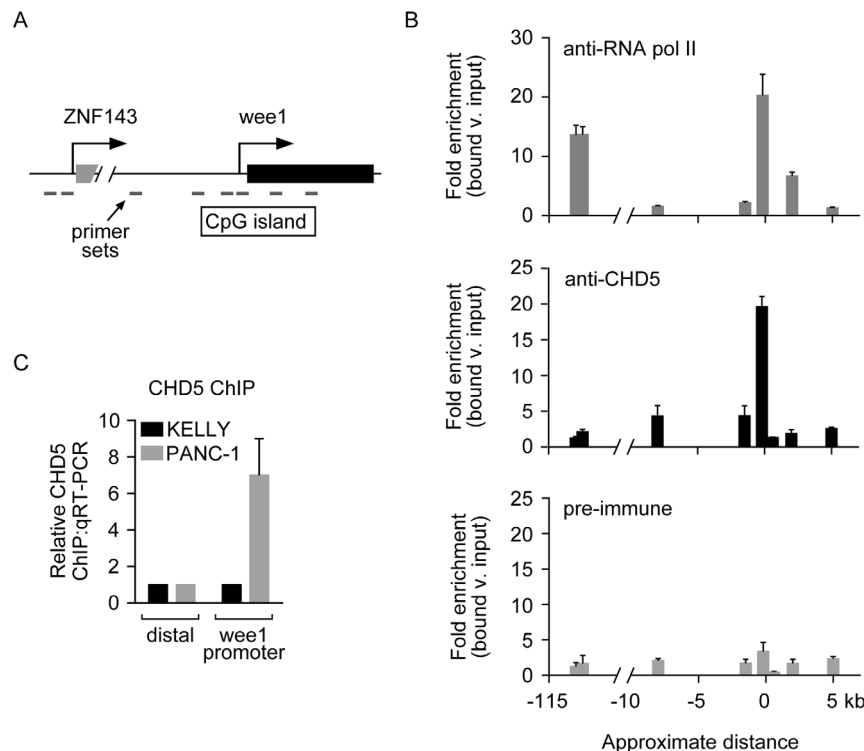 A
ZNF143
wee1
primer
sets
CpG island
B
30
20
10
0
Fold enrichment
(bound v. input)
anti-RNA pol II
25
20
15
10
5
0
Fold enrichment
(bound v. input)
anti-CHD5
25
20
15
10
5
0
Fold enrichment
(bound v. input)
pre-immune
-115
-10
-5
0
5 kb
Approximate distance
C
CHD5 ChIP
10
8
6
4
2
0
Relative CHD5
ChIP:qRT-PCR
KELLY
PANC-1
distal
wee1
promoter